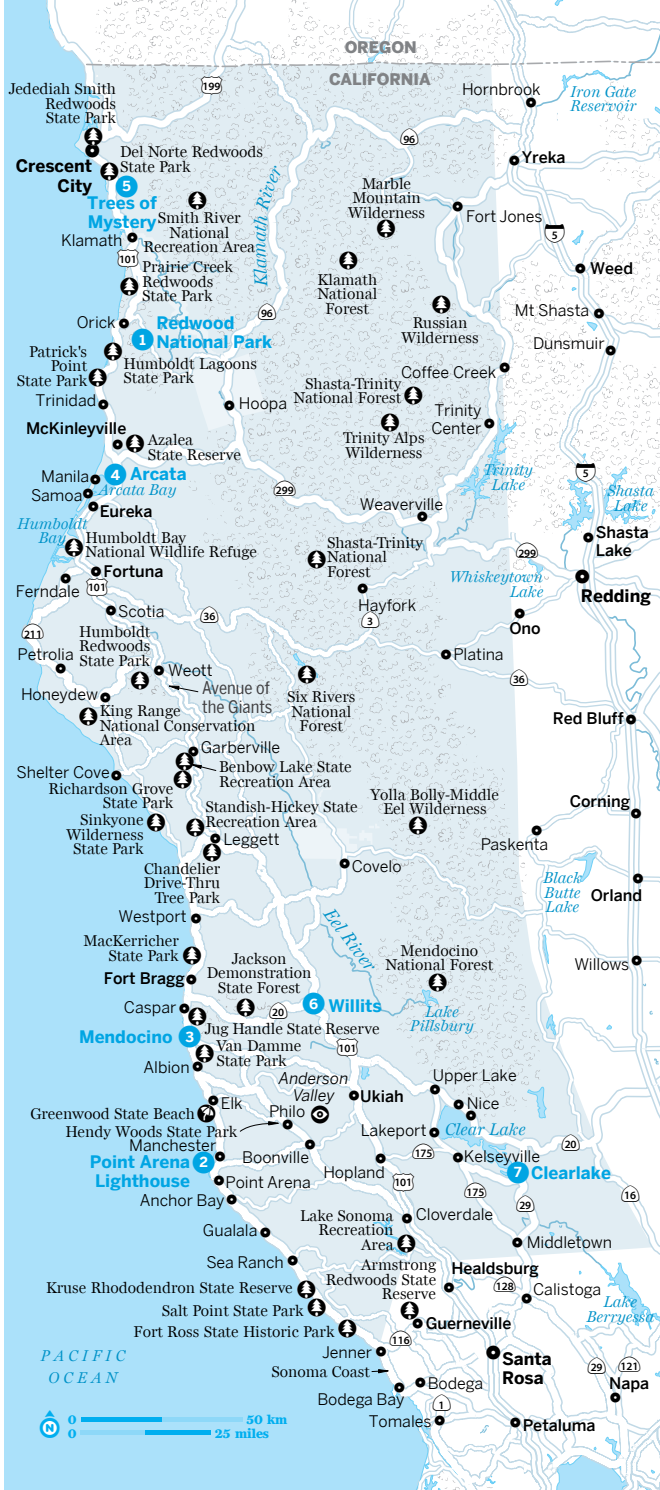 OREGON
CALIFORNIA
199
Hornbrook
Iron Gate
Reservoir
Jedediah Smith
Redwoods
State Park
96
Crescent
City
Del Norte Redwoods
State Park
Yreka
5
Trees of
Mystery
Klamath River
Marble
Mountain
Wilderness
Smith River
National
Recreation Area
Fort Jones
5
Klamath
101
Prairie Creek
Redwoods
State Park
Klamath
National
Forest
Weed
Russian
Wilderness
96
Mt Shasta
Orick
1
Redwood
National Park
Dunsmuir
Patrick's
Point
State Park
Humboldt Lagoons
State Park
Coffee Creek
Shasta-Trinity
National Forest
Trinidad
Hoopa
Trinity
Center
Trinity Alps
Wilderness
McKinleyville
Azalea
State Reserve
Manila
4
Arcata
Arcata Bay
Samoa
299
Trinity
Lake
5
Shasta
Lake
Eureka
Weaverville
Humboldt
Bay
Humboldt Bay
National Wildlife Refuge
Shasta-Trinity
National
Forest
299
Shasta
Lake
Fortuna
101
Ferndale
Whiskeytown
Lake
Redding
Scotia
Hayfork
3
36
Ono
211
Humboldt
Redwoods
State Park
Petrolia
Weott
Platina
36
Avenue of
the Giants
Honeydew
Six Rivers
National
Forest
King Range
National Conservation
Area
Red Bluff
Garberville
Shelter Cove
Benbow Lake State
Recreation Area
Richardson Grove
State Park
Yolla Bolly-Middle
Eel Wilderness
Corning
Standish-Hickey State
Recreation Area
Sinkyone
Wilderness
State Park
Leggett
Paskenta
Chandelier
Drive-Thru
Tree Park
Covelo
Black
Butte
Lake
Orland
Westport
Eel River
MacKerricher
State Park
Jackson
Demonstration
State Forest
Mendocino
National Forest
Willows
Fort Bragg
Caspar
20
6
Willits
Lake
Pillsbury
Jug Handle State Reserve
Mendocino
3
Van Damme
State Park
101
Albion
Anderson
Valley
Upper Lake
Elk
Ukiah
Nice
Greenwood State Beach
Philo
Hendy Woods State Park
Lakeport
Clear Lake
Manchester
Boonville
20
Point Arena
Lighthouse
2
175
Kelseyville
Hopland
7
Clearlake
Point Arena
101
175
16
Anchor Bay
29
Lake Sonoma
Recreation
Area
Cloverdale
Gualala
Middletown
Sea Ranch
Armstrong
Redwoods State
Reserve
Healdsburg
Kruse Rhododendron State Reserve
128
Calistoga
Salt Point State Park
Lake
Berryessa
Fort Ross State Historic Park
Guerneville
116
PACIFIC
OCEAN
Jenner
Santa
Rosa
Sonoma Coast
29
121
Napa
Bodega
Bodega Bay
1
N
0
50 km
0
25 miles
Tomales
Petaluma